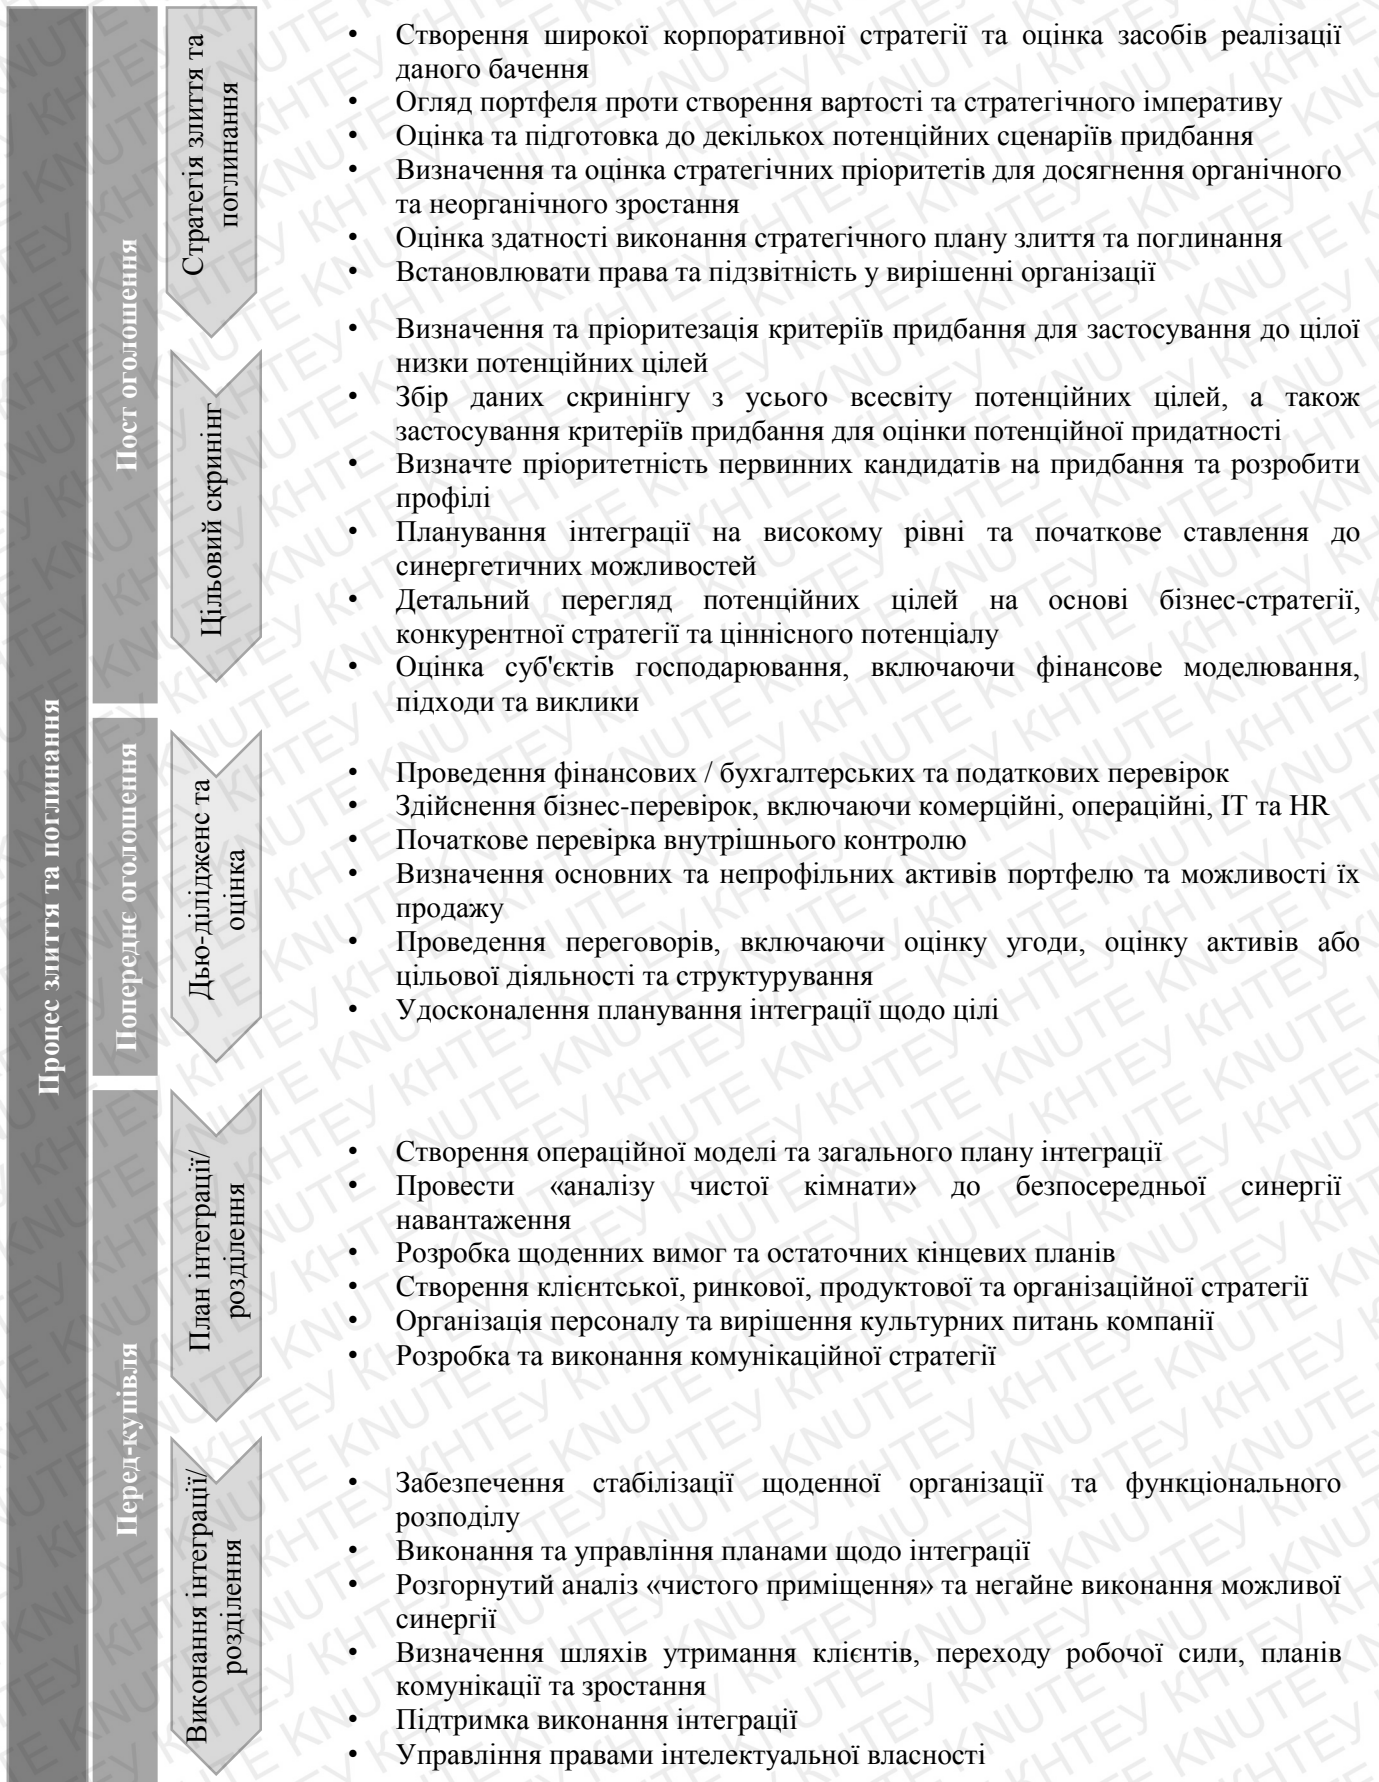 Процес злиття та поглинання
Пост оголошення
Стратегія злиття та
поглинання
• Створення широкої корпоративної стратегії та оцінка засобів реалізації
даного бачення
• Огляд портфеля проти створення вартості та стратегічного імперативу
• Оцінка та підготовка до декількох потенційних сценаріїв придбання
• Визначення та оцінка стратегічних пріоритетів для досягнення органічного
та неорганічного зростання
• Оцінка здатності виконання стратегічного плану злиття та поглинання
• Встановлювати права та підзвітність у вирішенні організації
Цільовий скринінг
• Визначення та пріоритезація критеріїв придбання для застосування до цілої
низки потенційних цілей
• Збір даних скринінгу з усього всесвіту потенційних цілей, а також
застосування критеріїв придбання для оцінки потенційної придатності
• Визначте пріоритетність первинних кандидатів на придбання та розробити
профілі
• Планування інтеграції на високому рівні та початкове ставлення до
синергетичних можливостей
• Детальний перегляд потенційних цілей на основі бізнес-стратегії,
конкурентної стратегії та ціннісного потенціалу
• Оцінка суб'єктів господарювання, включаючи фінансове моделювання,
підходи та виклики
Попереднє оголошення
Дью-ділідженс та
оцінка
• Проведення фінансових / бухгалтерських та податкових перевірок
• Здійснення бізнес-перевірок, включаючи комерційні, операційні, ІТ та HR
• Початкове перевірка внутрішнього контролю
• Визначення основних та непрофільних активів портфелю та можливості їх
продажу
• Проведення переговорів, включаючи оцінку угоди, оцінку активів або
цільової діяльності та структурування
• Удосконалення планування інтеграції щодо цілі
Перед-купівля
План інтеграції/
розділення
• Створення операційної моделі та загального плану інтеграції
• Провести «аналізу чистої кімнати» до безпосередньої синергії
навантаження
• Розробка щоденних вимог та остаточних кінцевих планів
• Створення клієнтської, ринкової, продуктової та організаційної стратегії
• Організація персоналу та вирішення культурних питань компанії
• Розробка та виконання комунікаційної стратегії
Виконання інтеграції/
розділення
• Забезпечення стабілізації щоденної організації та функціонального
розподілу
• Виконання та управління планами щодо інтеграції
• Розгорнутий аналіз «чистого приміщення» та негайне виконання можливої
синергії
• Визначення шляхів утримання клієнтів, переходу робочої сили, планів
комунікації та зростання
• Підтримка виконання інтеграції
• Управління правами інтелектуальної власності